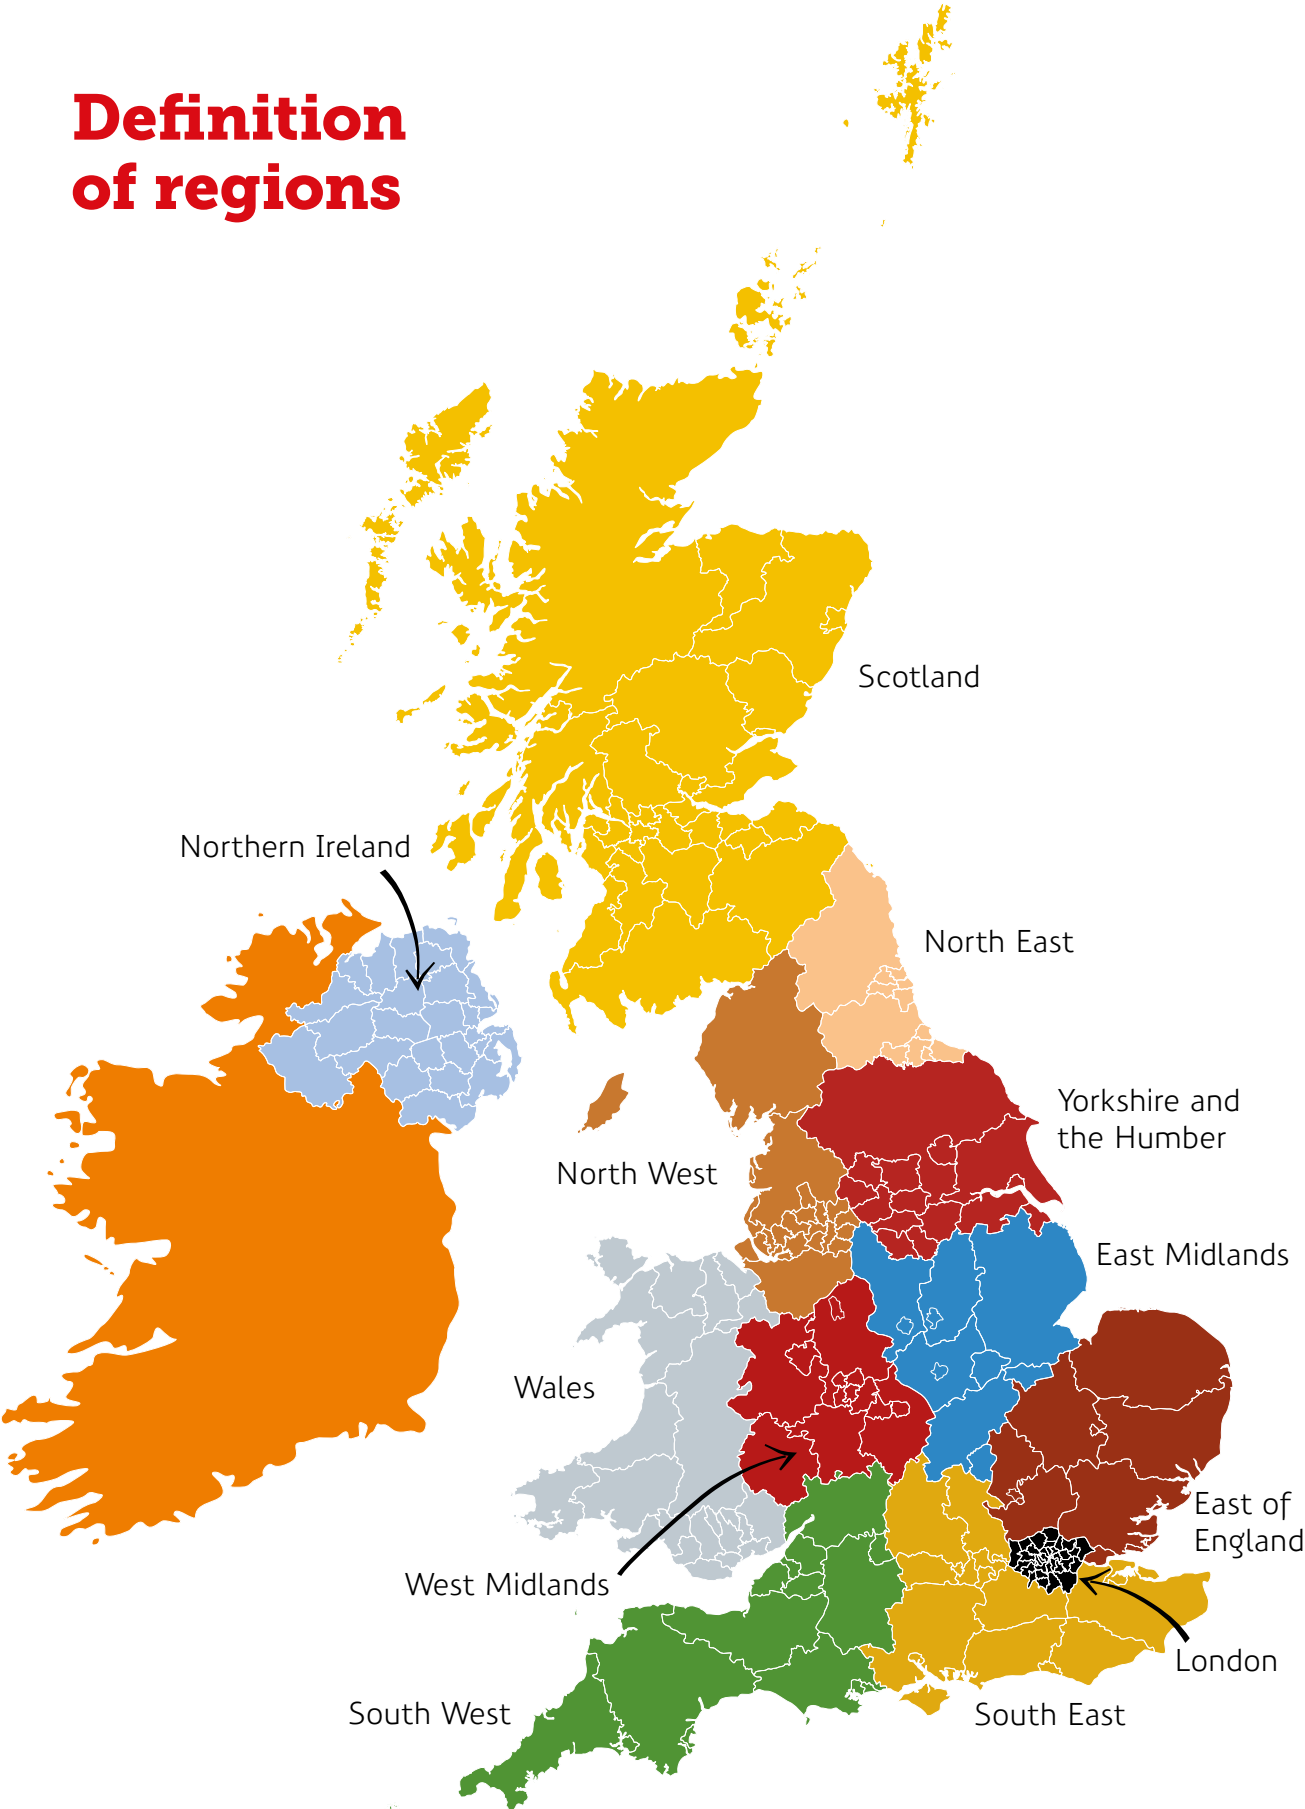 Definition
of regions
Scotland
Northern Ireland
North East
Yorkshire and
the Humber
North West
East Midlands
Wales
East of
England
West Midlands
London
South West
South East